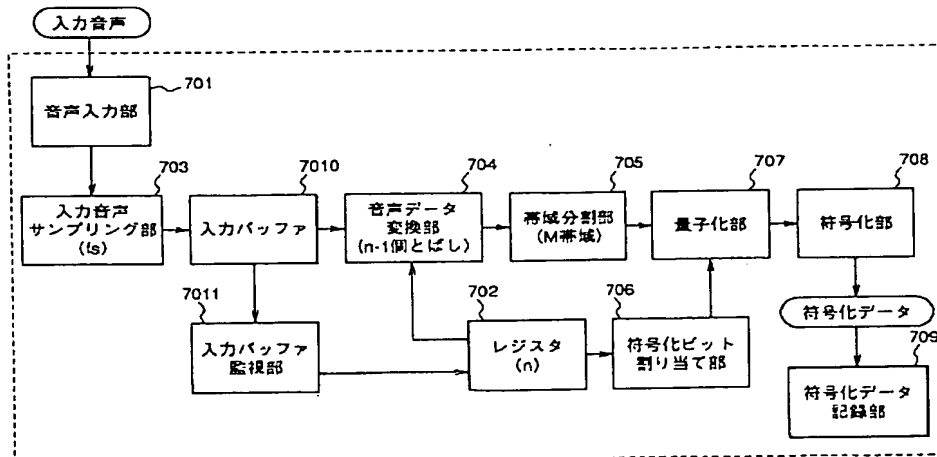 入力音声
701
音声入力部
703
入力音声
サンプリング部
(fs)
7010
入力バッファ
704
音声データ
変換部
(n-1個とばし)
705
帯域分割部
(M帯域)
707
量子化部
708
符号化部
7011
入力バッファ
監視部
702
レジスタ
(n)
706
符号化ビット
割り当て部
符号化データ
709
符号化データ
記録部